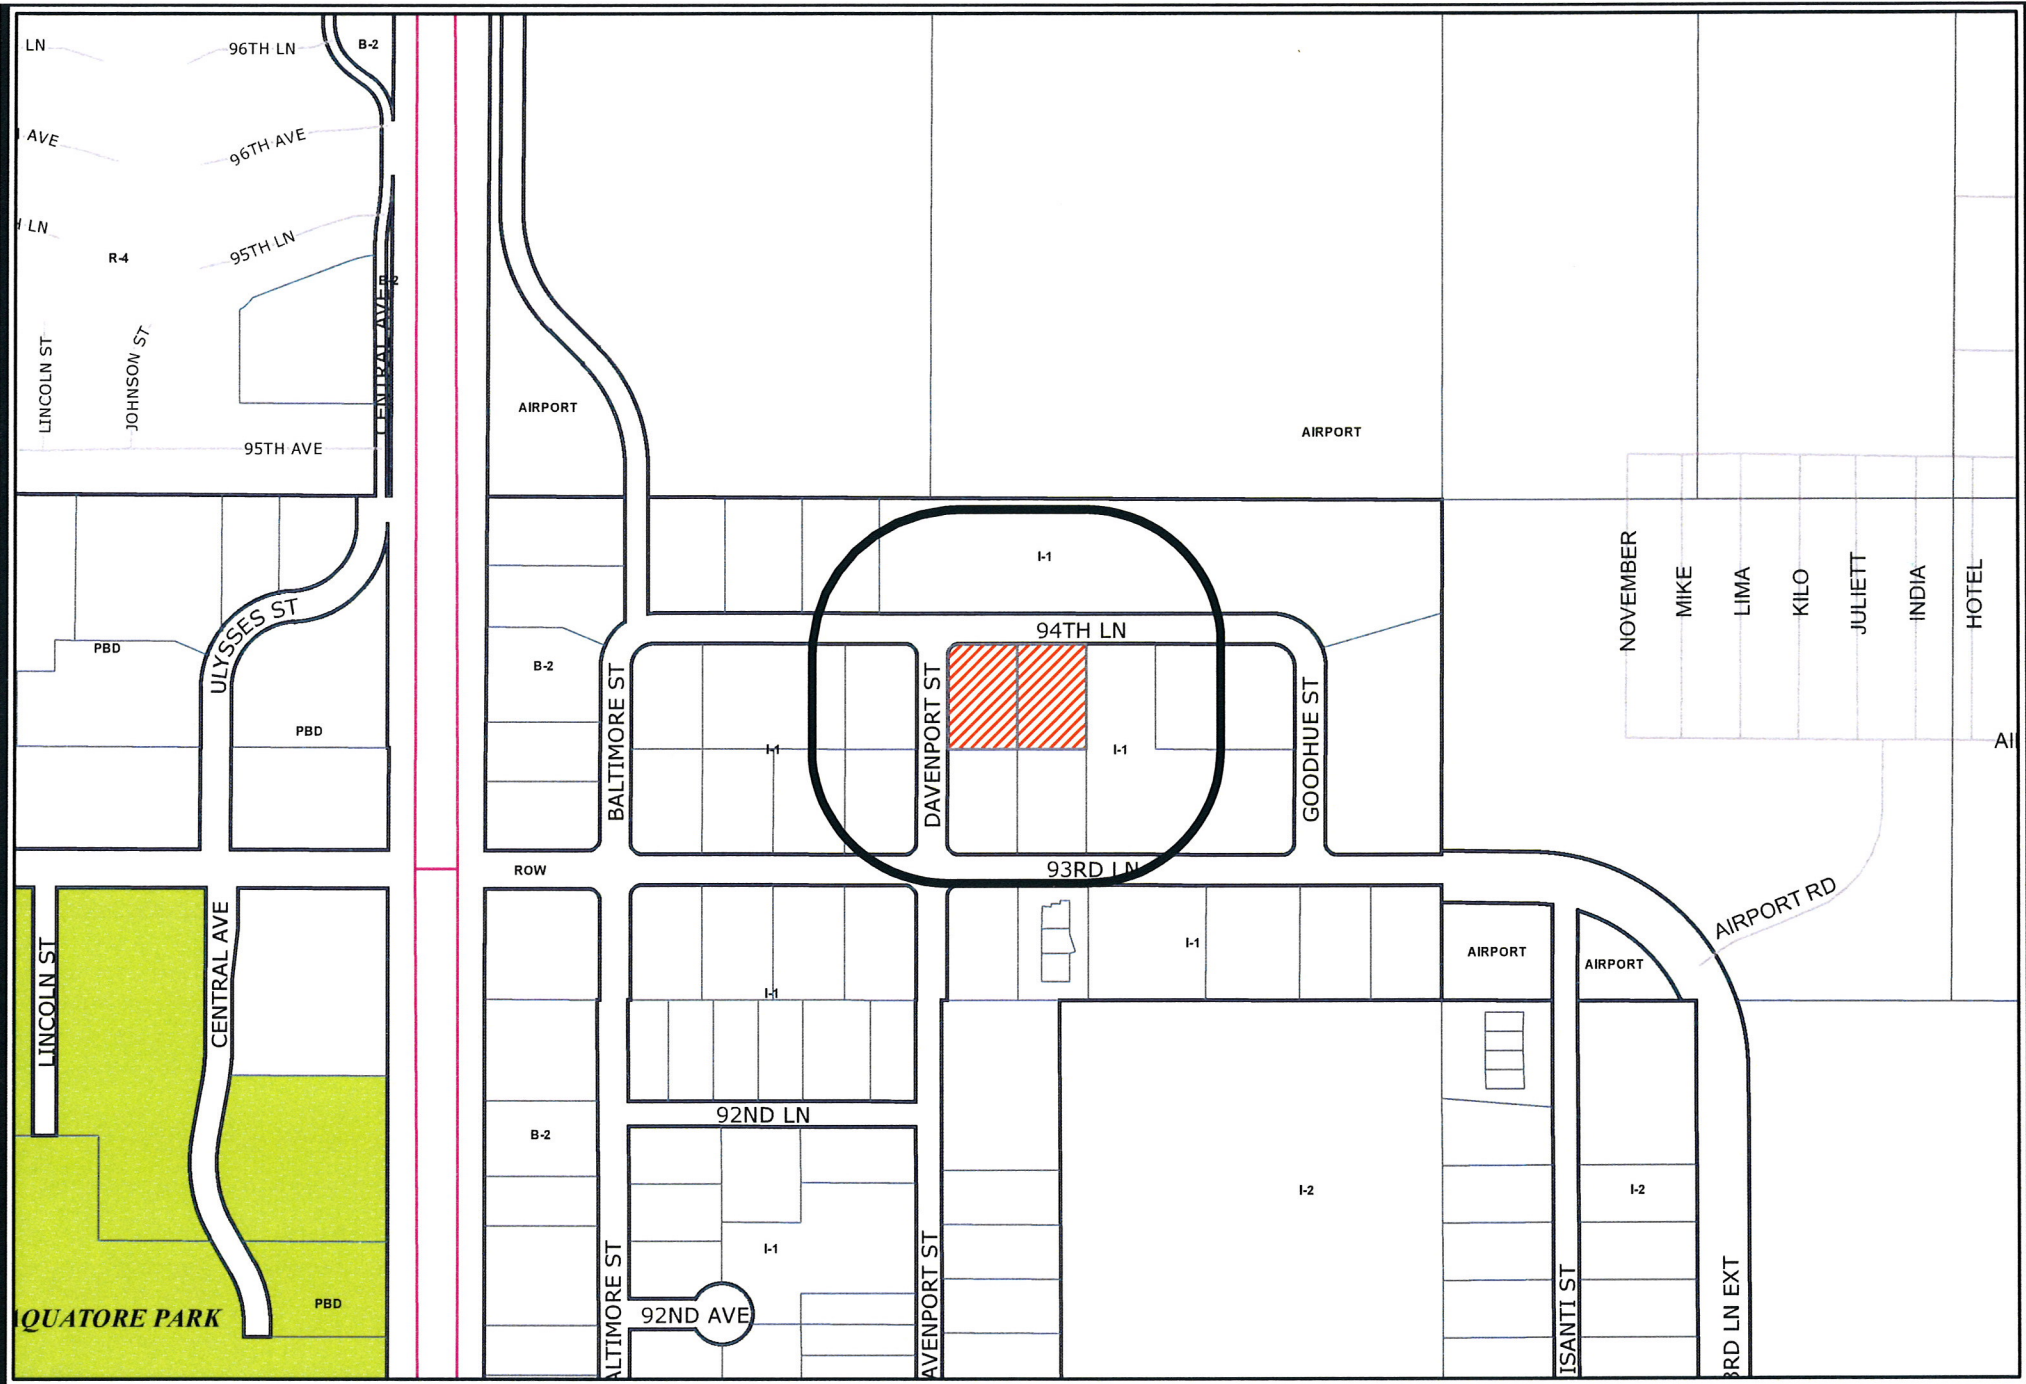 LN
96TH LN
B-2
AVE
96TH AVE
LN
95TH LN
R-4
B-2
CENTRAL AVE
LINCOLN ST
JOHNSON ST
95TH AVE
AIRPORT
AIRPORT
I-1
NOVEMBER
MIKE
LIMA
KILO
JULIETT
INDIA
HOTEL
ULYSSES ST
94TH LN
PBD
B-2
BALTIMORE ST
DAVENPORT ST
GOODHUE ST
PBD
I-1
I-1
AI
ROW
93RD LN
AIRPORT RD
LINCOLN ST
CENTRAL AVE
I-1
AIRPORT
AIRPORT
I-1
92ND LN
B-2
I-2
I-2
I-1
PBD
QUATORE PARK
ALTIMORE ST
92ND AVE
AVENPORT ST
ISANTI ST
3RD LN EXT